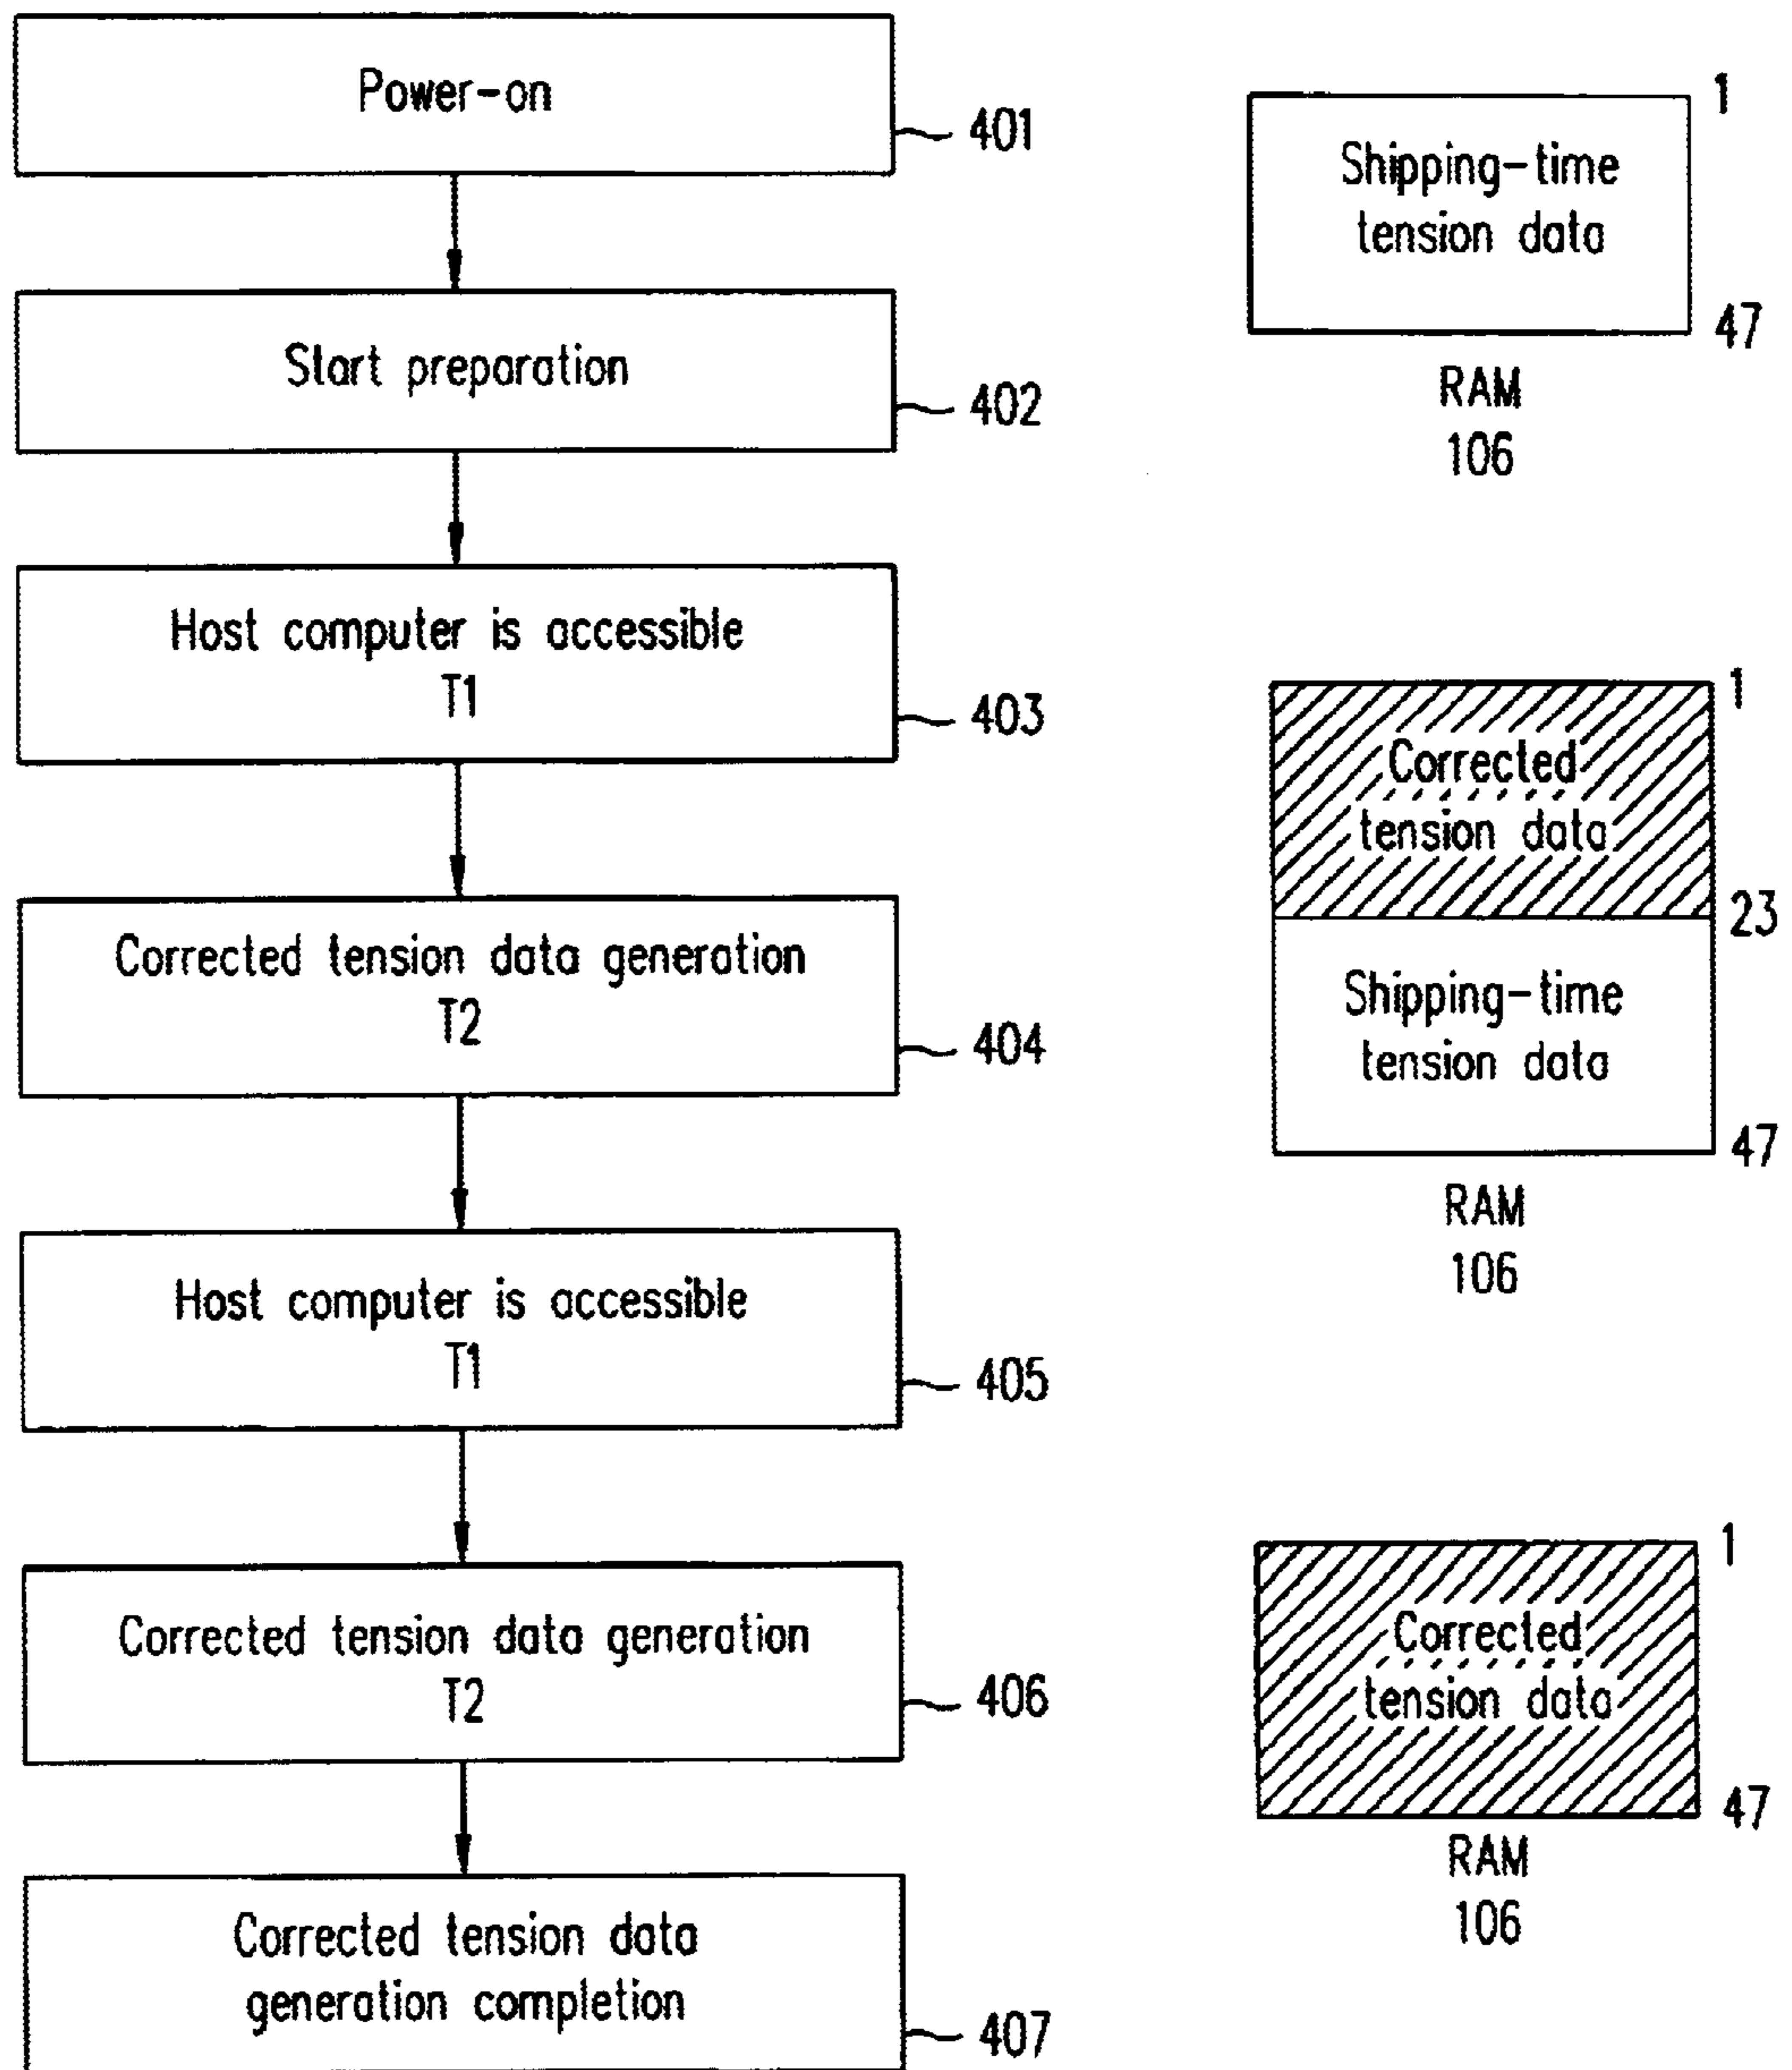 Power-on
401
Start preparation
402
Host computer is accessible
T1
403
Corrected tension data generation
T2
404
Host computer is accessible
T1
405
Corrected tension data generation
T2
406
Corrected tension data
generation completion
407
1
Shipping-time
tension data
47
RAM
106
1
Corrected
tension data
23
Shipping-time
tension data
47
RAM
106
1
Corrected
tension data
47
RAM
106